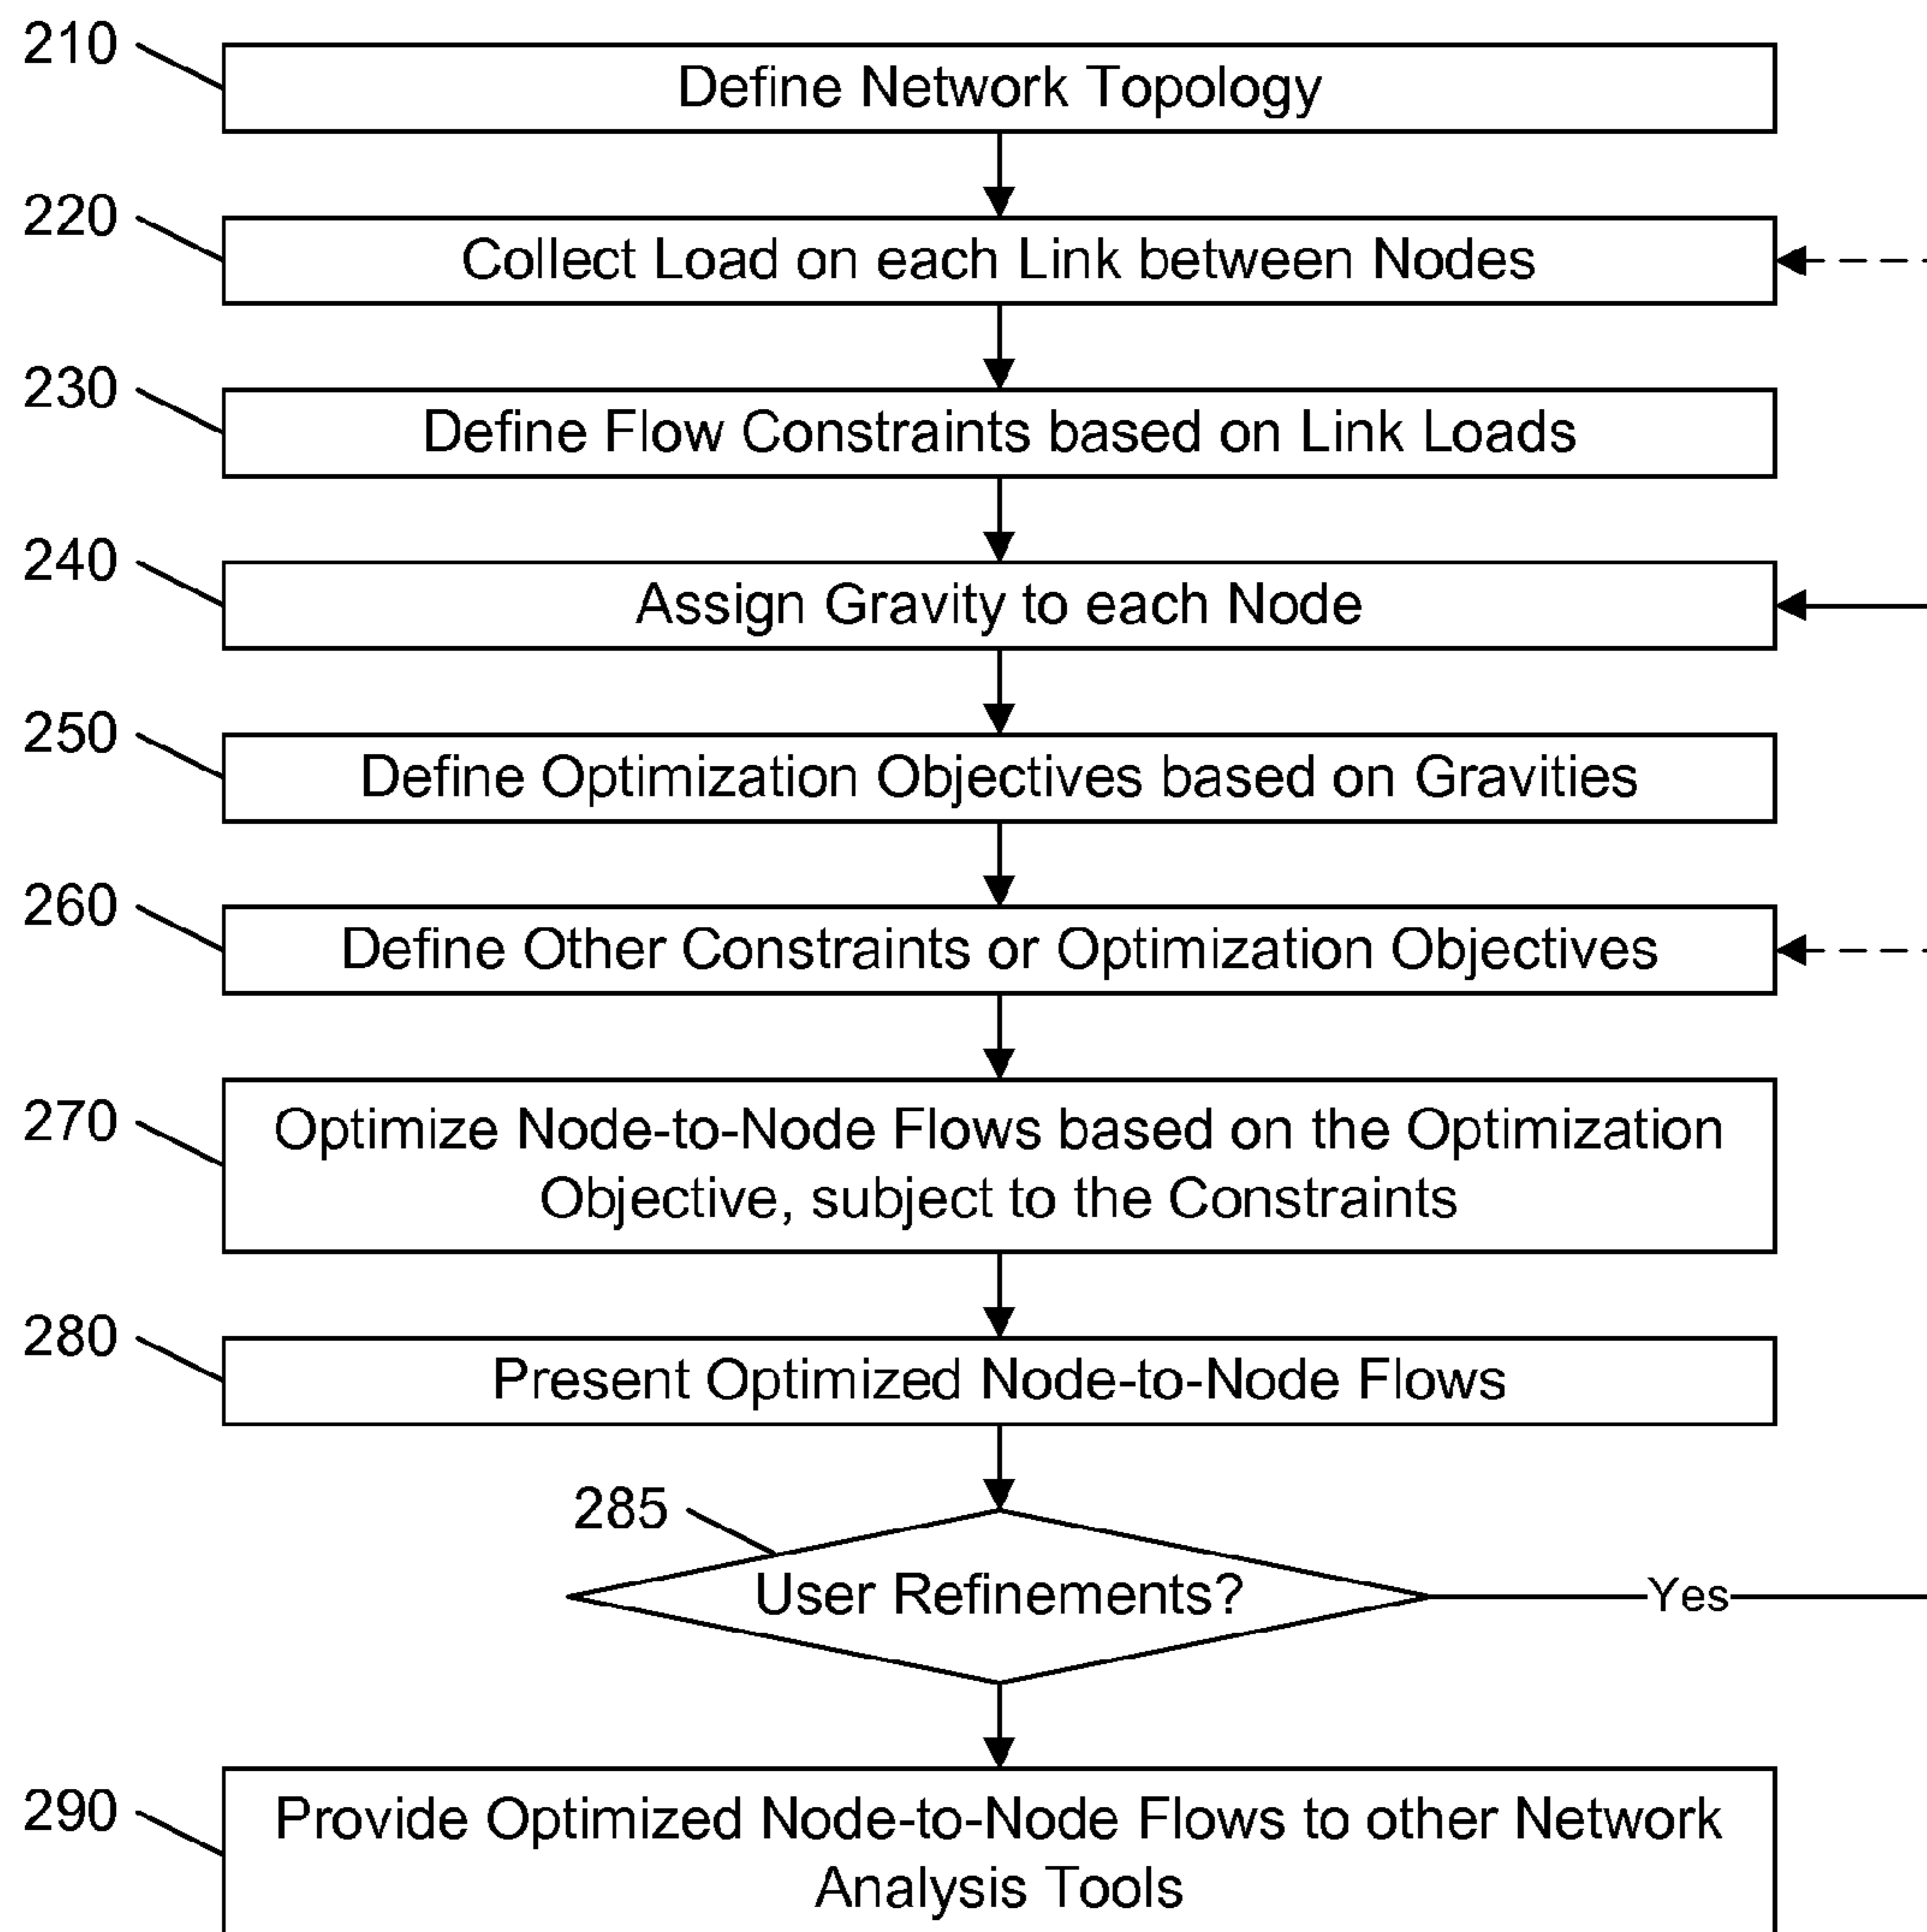 210
Define Network Topology
220
Collect Load on each Link between Nodes
230
Define Flow Constraints based on Link Loads
240
Assign Gravity to each Node
250
Define Optimization Objectives based on Gravities
260
Define Other Constraints or Optimization Objectives
270
Optimize Node-to-Node Flows based on the Optimization
Objective, subject to the Constraints
280
Present Optimized Node-to-Node Flows
285
User Refinements?
Yes
290
Provide Optimized Node-to-Node Flows to other Network
Analysis Tools